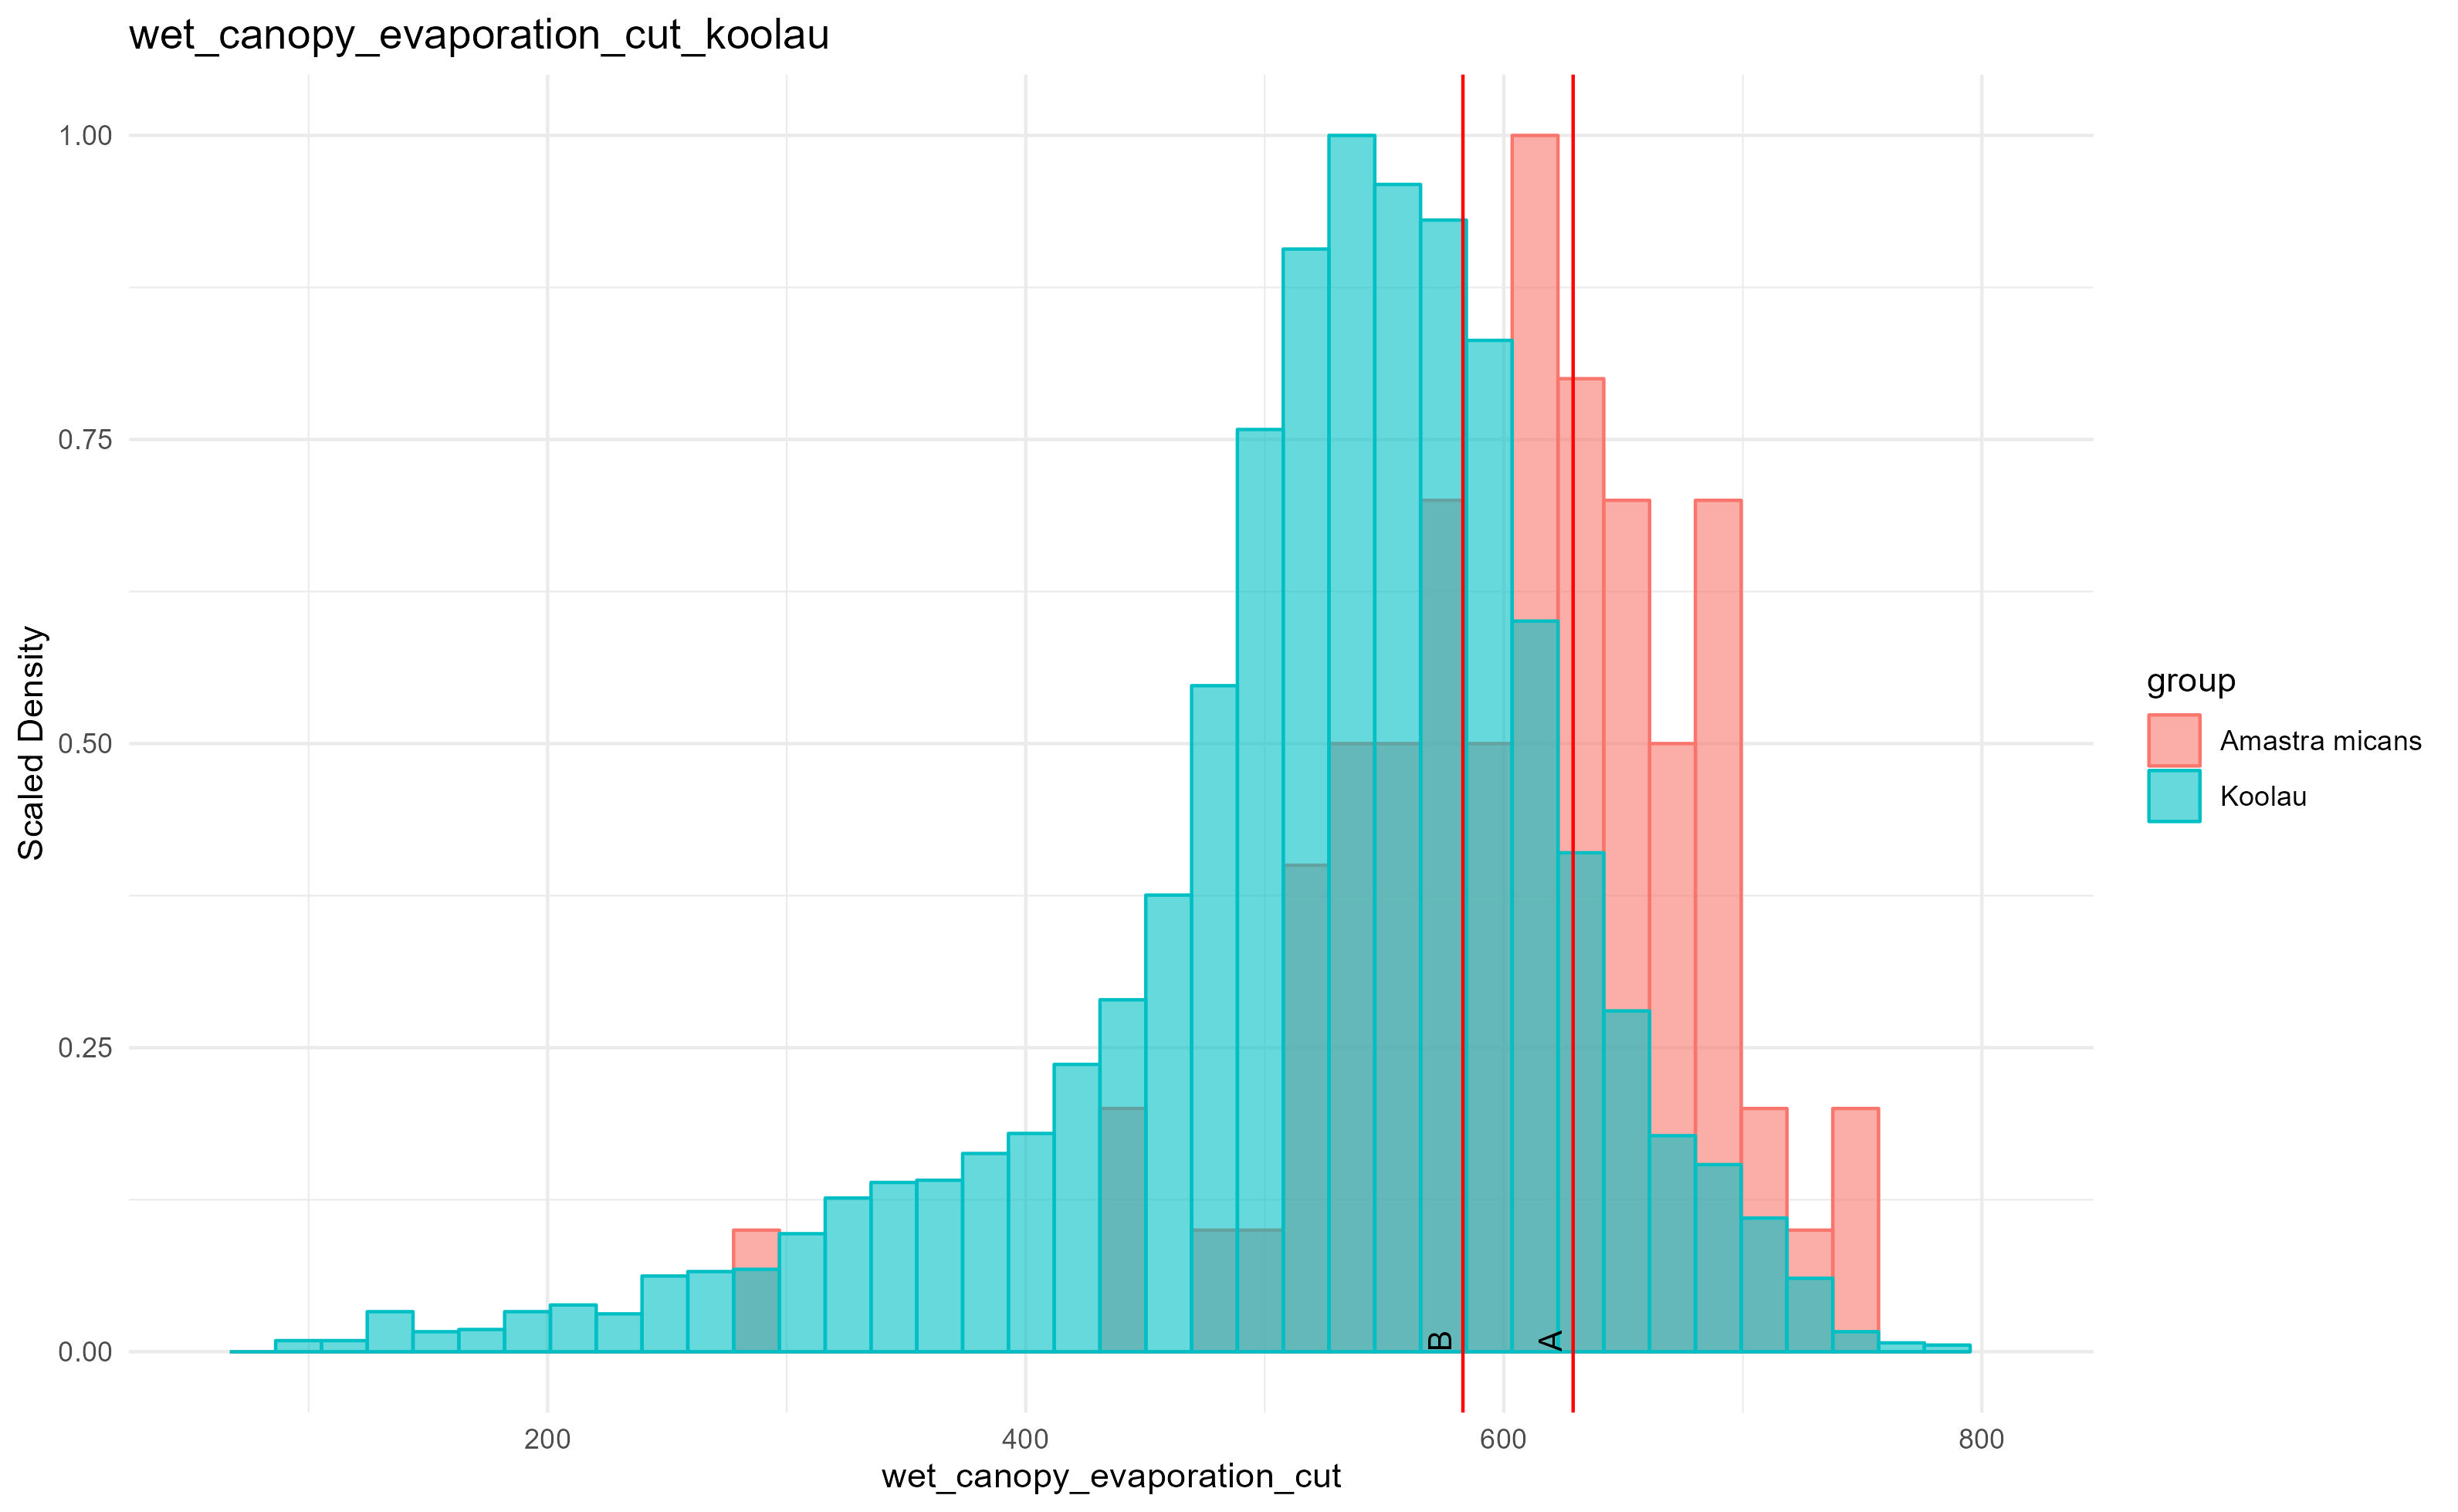 wet_canopy_evaporation_cut_koolau
1.00
0.75
0.50
0.25
0.00
Scaled Density
B
A
200
400
600
800
wet_canopy_evaporation_cut
group
Amastra micans
Koolau